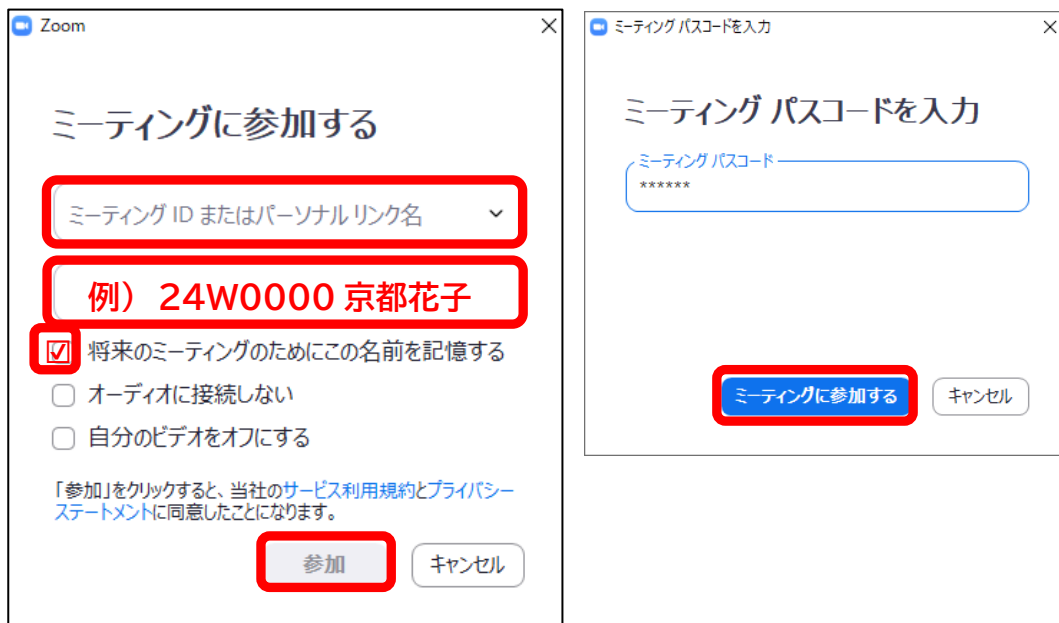 Zoom
ミーティングに参加する
ミーティング ID またはパーソナル リンク名
例） 24W0000 京都花子
将来のミーティングのためにこの名前を記憶する
オーディオに接続しない
自分のビデオをオフにする
「参加」をクリックすると、当社のサービス利用規約とプライバシー
ステートメントに同意したことになります。
参加
キャンセル
ミーティング パスコードを入力
ミーティング パスコードを入力
ミーティング パスコード
******
ミーティングに参加する
キャンセル